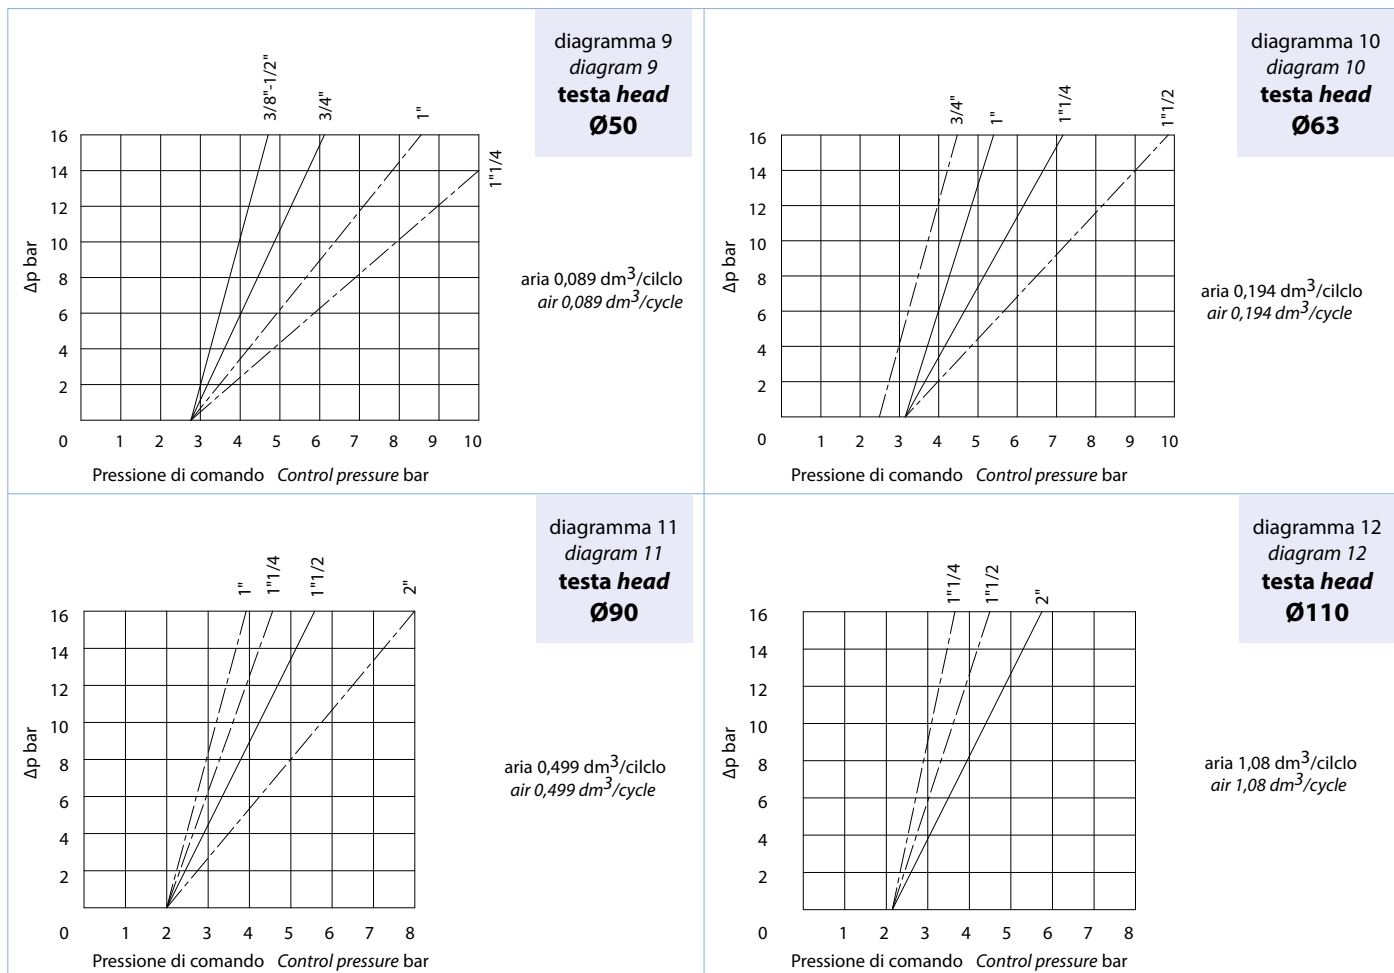 diagramma 9
diagram 9
testa head
Ø50
3/8"-1/2"
3/4"
1"
1"1/4
16
14
12
10
8
6
4
2
0 1 2 3 4 5 6 7 8 9 10
Δp bar
Pressione di comando Control pressure bar
aria 0,089 dm³/cilclo
air 0,089 dm³/cycle
diagramma 10
diagram 10
testa head
Ø63
3/4"
1"
1"1/4
1"1/2
16
14
12
10
8
6
4
2
0 1 2 3 4 5 6 7 8 9 10
Δp bar
Pressione di comando Control pressure bar
aria 0,194 dm³/cilclo
air 0,194 dm³/cycle
diagramma 11
diagram 11
testa head
Ø90
1"
1"1/4
1"1/2
2"
16
14
12
10
8
6
4
2
0 1 2 3 4 5 6 7 8
Δp bar
Pressione di comando Control pressure bar
aria 0,499 dm³/cilclo
air 0,499 dm³/cycle
diagramma 12
diagram 12
testa head
Ø110
1"1/4
1"1/2
2"
16
14
12
10
8
6
4
2
0 1 2 3 4 5 6 7 8
Δp bar
Pressione di comando Control pressure bar
aria 1,08 dm³/cilclo
air 1,08 dm³/cycle